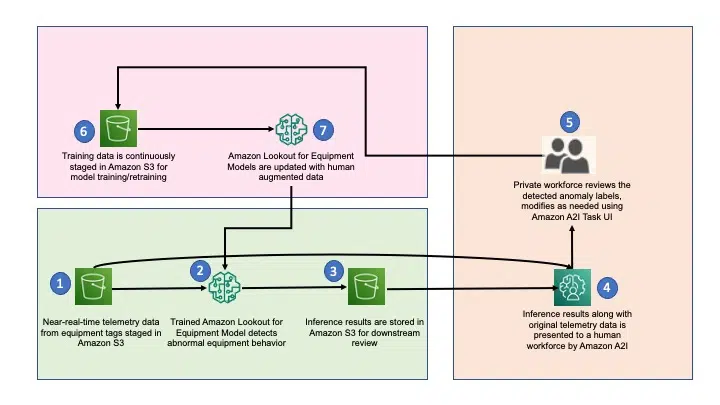 6
Training data is continuously
staged in Amazon S3 for
model training/retraining
7
Amazon Lookout for Equipment
Models are updated with human
augmented data
5
Private workforce reviews the
detected anomaly labels,
modifies as needed using
Amazon A2I Task UI
1
Near-real-time telemetry data
from equipment tags staged in
Amazon S3
2
Trained Amazon Lookout for
Equipment Model detects
abnormal equipment behavior
3
Inference results are stored in
Amazon S3 for downstream
review
4
Inference results along with
original telemetry data is
presented to a human
workforce by Amazon A2I